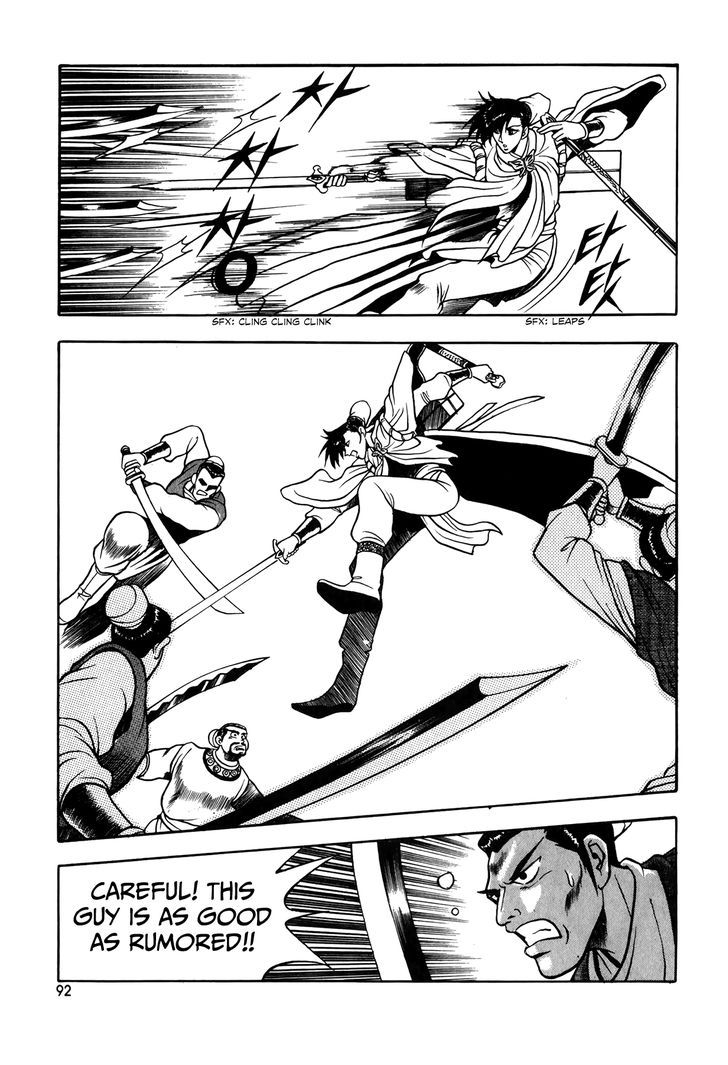 차
차
차
타
탁
SFX: CLING CLING CLINK
SFX: LEAPS
CAREFUL! THIS
GUY IS AS GOOD
AS RUMORED!!
92